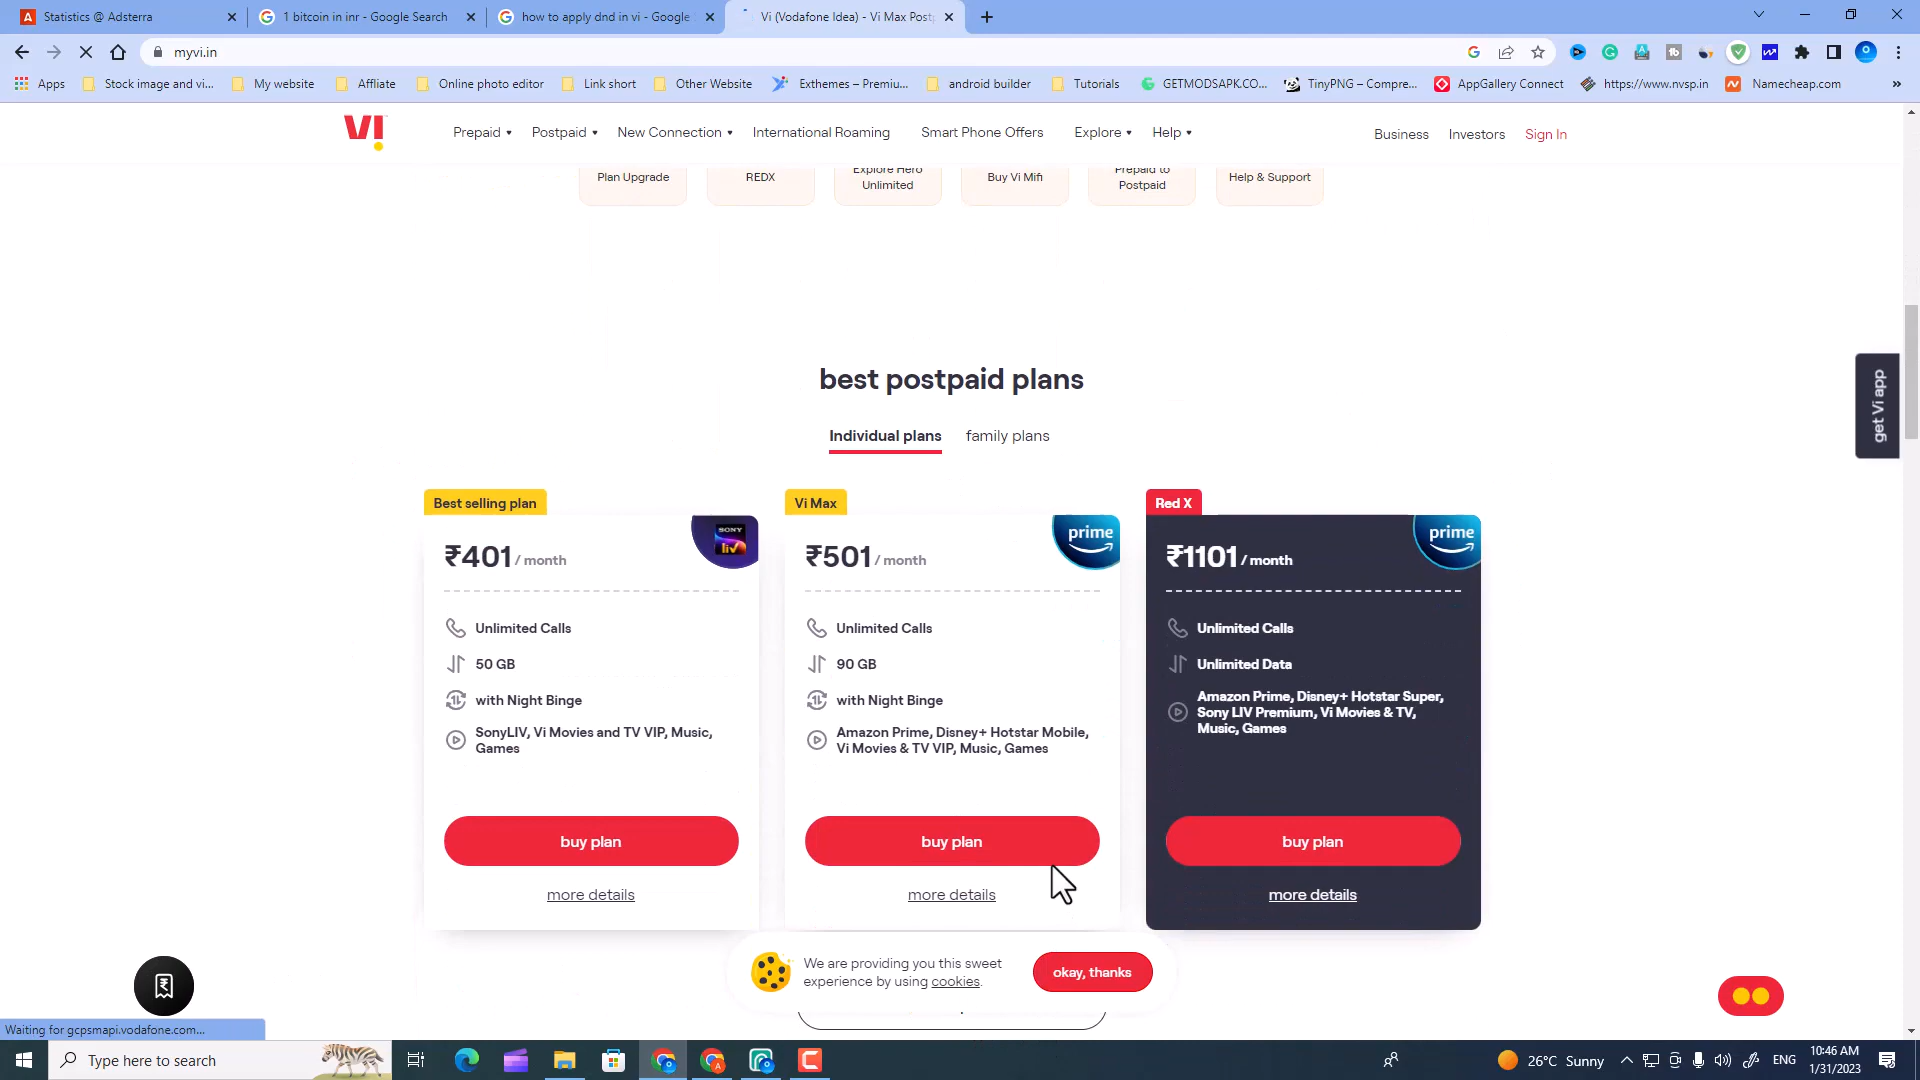 Statistics @ Adsterra
1 bitcoin in inr - Google Search
how to apply dnd in vi - Google
Vi (Vodafone Idea) - Vi Max Post
myvi.in
Apps
Stock image and vi...
My website
Affliate
Online photo editor
Link short
Other Website
Exthemes – Premiu...
android builder
Tutorials
GETMODSAPK.CO...
TinyPNG – Compre...
AppGallery Connect
https://www.nvsp.in
Namecheap.com
»
VI
Prepaid
Postpaid
New Connection
International Roaming
Smart Phone Offers
Explore
Help
Business
Investors
Sign In
Plan Upgrade
REDX
Explore Hero
Unlimited
Buy Vi Mifi
Prepaid to
Postpaid
Help & Support
get Vi app
best postpaid plans
Individual plans
family plans
Best selling plan
SONY
liv
₹401 / month
Unlimited Calls
50 GB
with Night Binge
SonyLIV, Vi Movies and TV VIP, Music,
Games
buy plan
more details
Vi Max
prime
₹501 / month
Unlimited Calls
90 GB
with Night Binge
Amazon Prime, Disney+ Hotstar Mobile,
Vi Movies & TV VIP, Music, Games
buy plan
more details
Red X
prime
₹1101 / month
Unlimited Calls
Unlimited Data
Amazon Prime, Disney+ Hotstar Super,
Sony LIV Premium, Vi Movies & TV,
Music, Games
buy plan
more details
We are providing you this sweet
experience by using cookies.
okay, thanks
Waiting for gcpsmapi.vodafone.com...
Type here to search
26°C Sunny
ENG
10:46 AM
1/31/2023